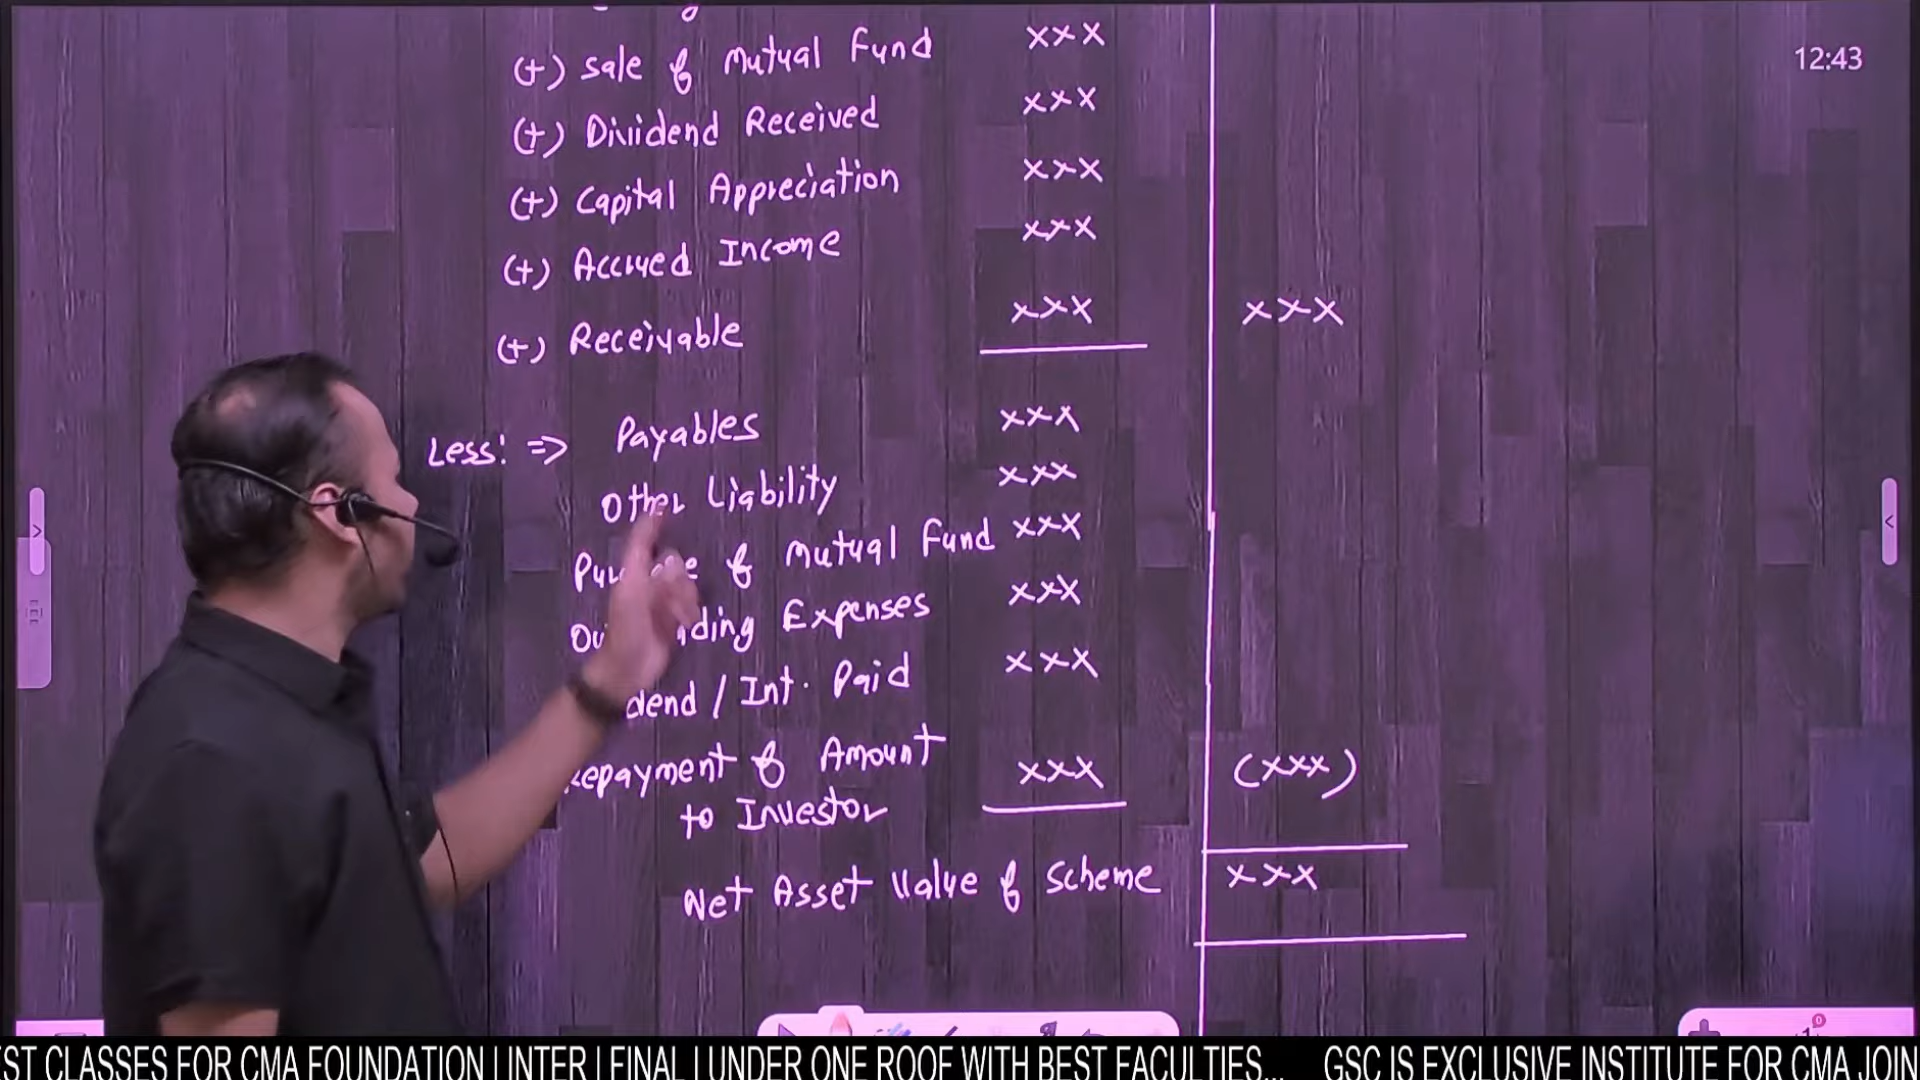 (+) Sale of Mutual Fund xxx
12:43
(+) Dividend Received xxx
(+) Capital Appreciation xxx
(+) Accrued Income xxx
(+) Receivable xxx xxx
Less: => Payables xxx
Other Liability xxx
of Mutual Fund xxx
Expenses xxx
/ Int. Paid xxx
Repayment of Amount xxx (xxx)
to Investor
Net Asset Value of Scheme xxx
CLASSES FOR CMA FOUNDATION | INTER | FINAL | UNDER ONE ROOF WITH BEST FACULTIES... GSC IS EXCLUSIVE INSTITUTE FOR CMA JOIN